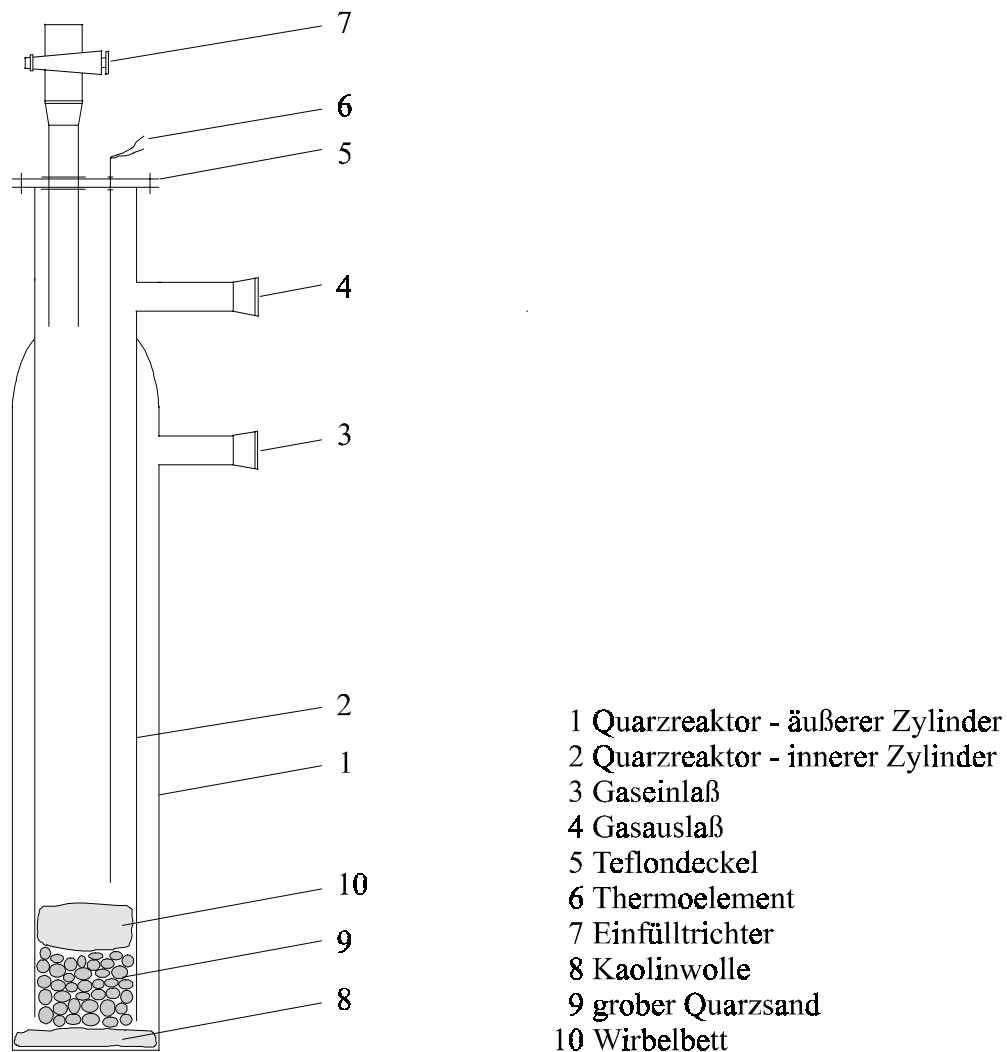 7
6
5
4
3
2
1
10
9
8
1 Quarzreaktor - äußerer Zylinder
2 Quarzreaktor - innerer Zylinder
3 Gaseinlaß
4 Gasauslaß
5 Teflondeckel
6 Thermoelement
7 Einfülltrichter
8 Kaolinwolle
9 grober Quarzsand
10 Wirbelbett